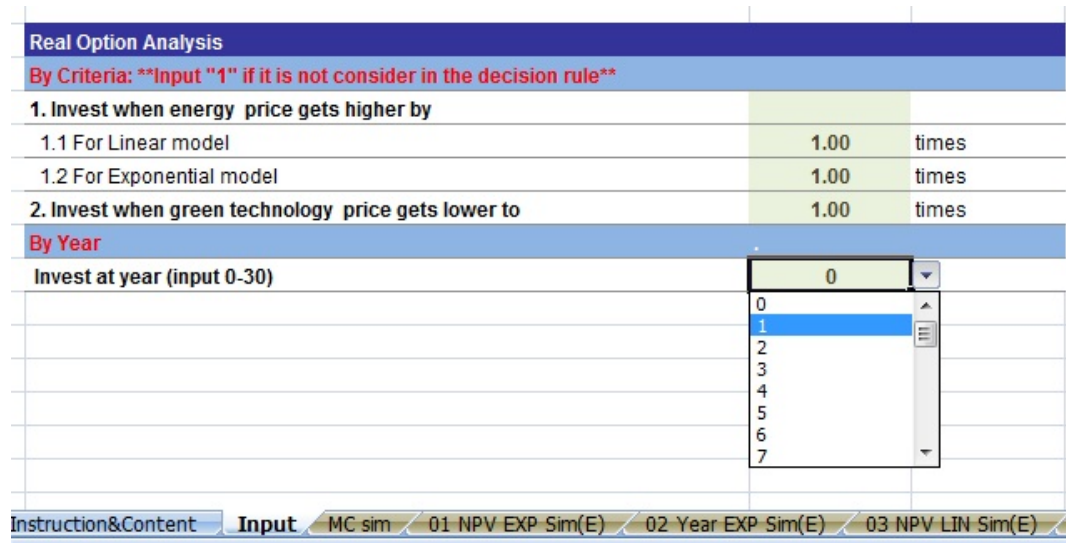 Real Option Analysis
By Criteria: **Input "1" if it is not consider in the decision rule**
1. Invest when energy price gets higher by
1.1 For Linear model 1.00 times
1.2 For Exponential model 1.00 times
2. Invest when green technology price gets lower to 1.00 times
By Year .
Invest at year (input 0-30) 0
0
1
2
3
4
5
6
7
Instruction&Content Input MC sim 01 NPV EXP Sim(E) 02 Year EXP Sim(E) 03 NPV LIN Sim(E)